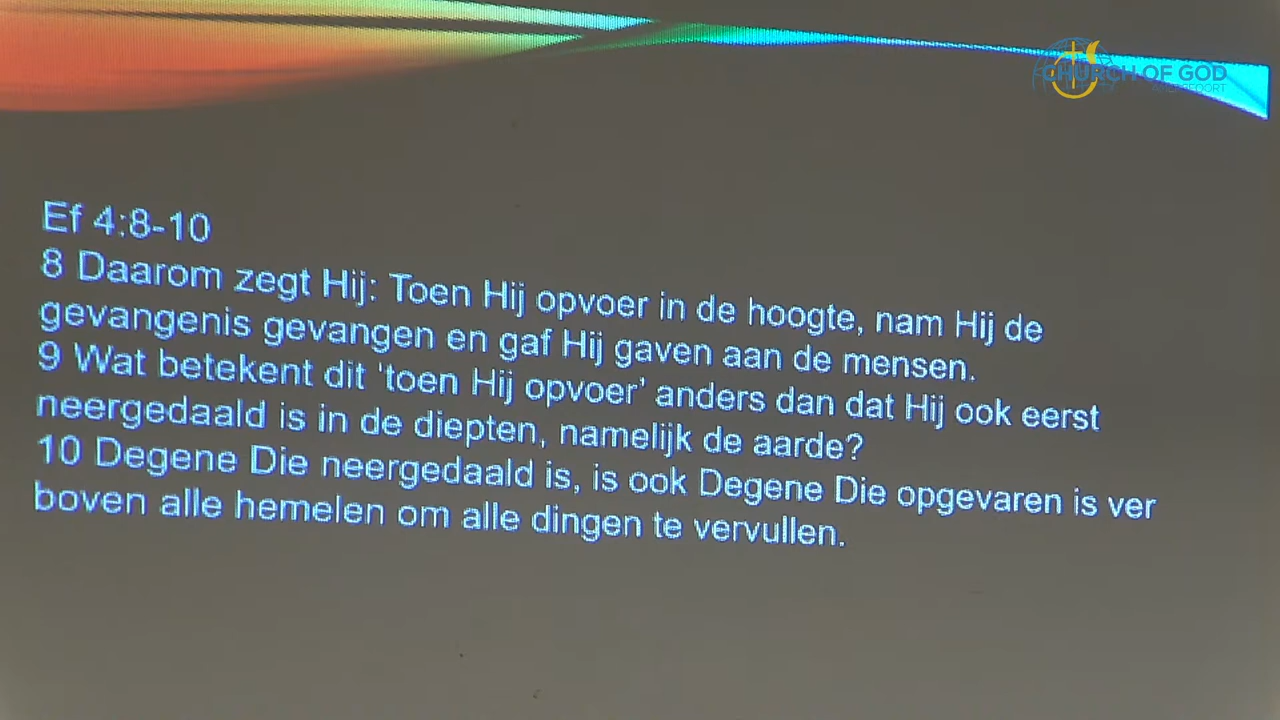 CHURCH OF GOD
AMERSFOORT
Ef 4:8-10
8 Daarom zegt Hij: Toen Hij opvoer in de hoogte, nam Hij de
gevangenis gevangen en gaf Hij gaven aan de mensen.
9 Wat betekent dit 'toen Hij opvoer’ anders dan dat Hij ook eerst
neergedaald is in de diepten, namelijk de aarde?
10 Degene Die neergedaald is, is ook Degene Die opgevaren is ver
boven alle hemelen om alle dingen te vervullen.